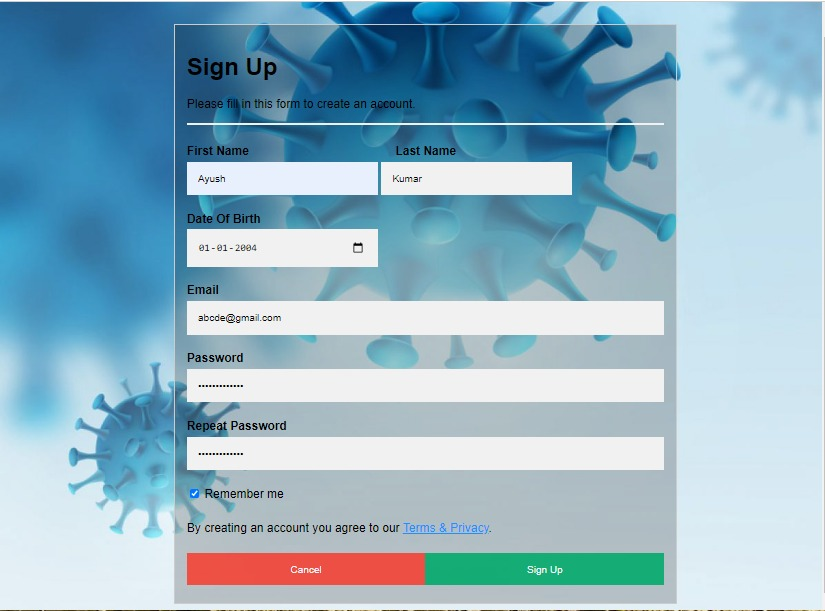 Sign Up
Please fill in this form to create an account.
First Name Last Name
Ayush Kumar
Date Of Birth
01-01-2004
Email
abcde@gmail.com
Password
•••••••••••••
Repeat Password
•••••••••••••
Remember me
By creating an account you agree to our Terms & Privacy.
Cancel Sign Up